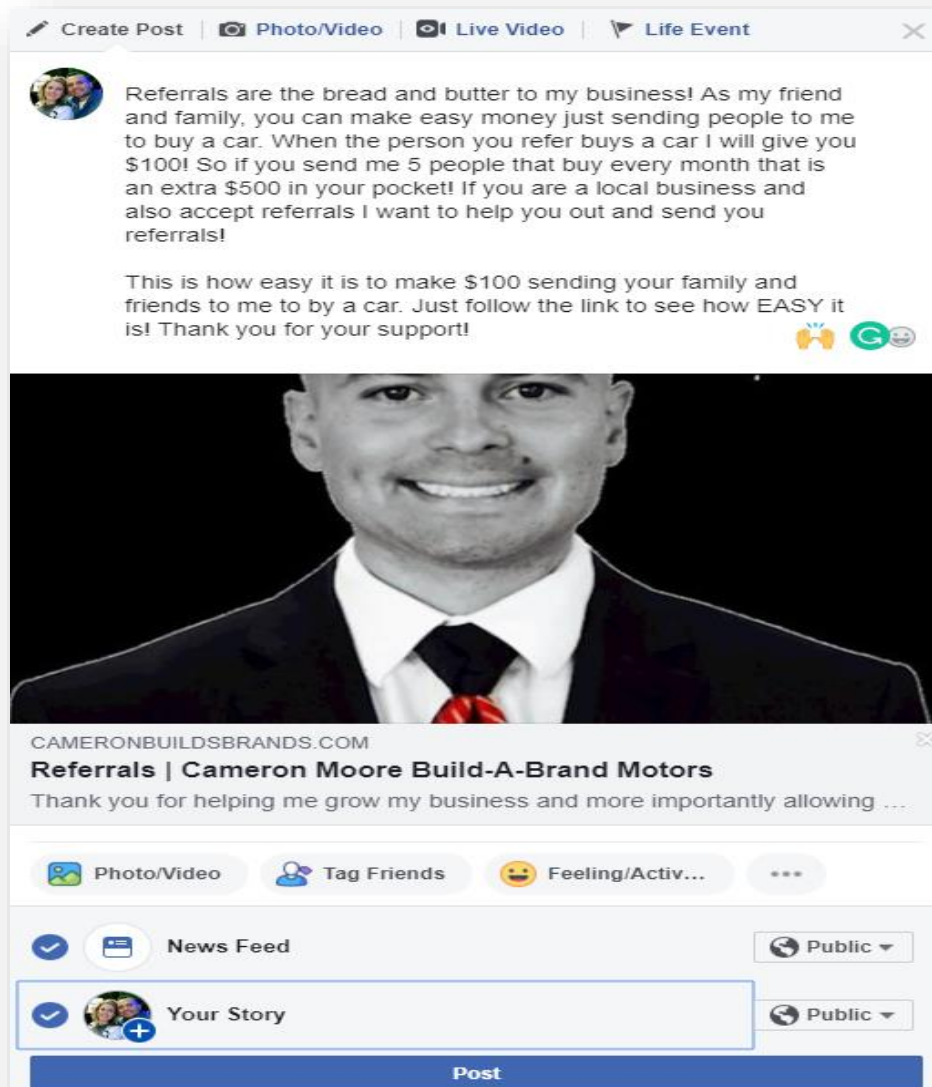 Create Post
Photo/Video
Live Video
Life Event
Referrals are the bread and butter to my business! As my friend
and family, you can make easy money just sending people to me
to buy a car. When the person you refer buys a car I will give you
$100! So if you send me 5 people that buy every month that is
an extra $500 in your pocket! If you are a local business and
also accept referrals I want to help you out and send you
referrals!
This is how easy it is to make $100 sending your family and
friends to me to by a car. Just follow the link to see how EASY it
is! Thank you for your support!
CAMERONBUILDSBRANDS.COM
Referrals | Cameron Moore Build-A-Brand Motors
Thank you for helping me grow my business and more importantly allowing ...
Photo/Video
Tag Friends
Feeling/Activ...
News Feed
Public
Your Story
Public
Post